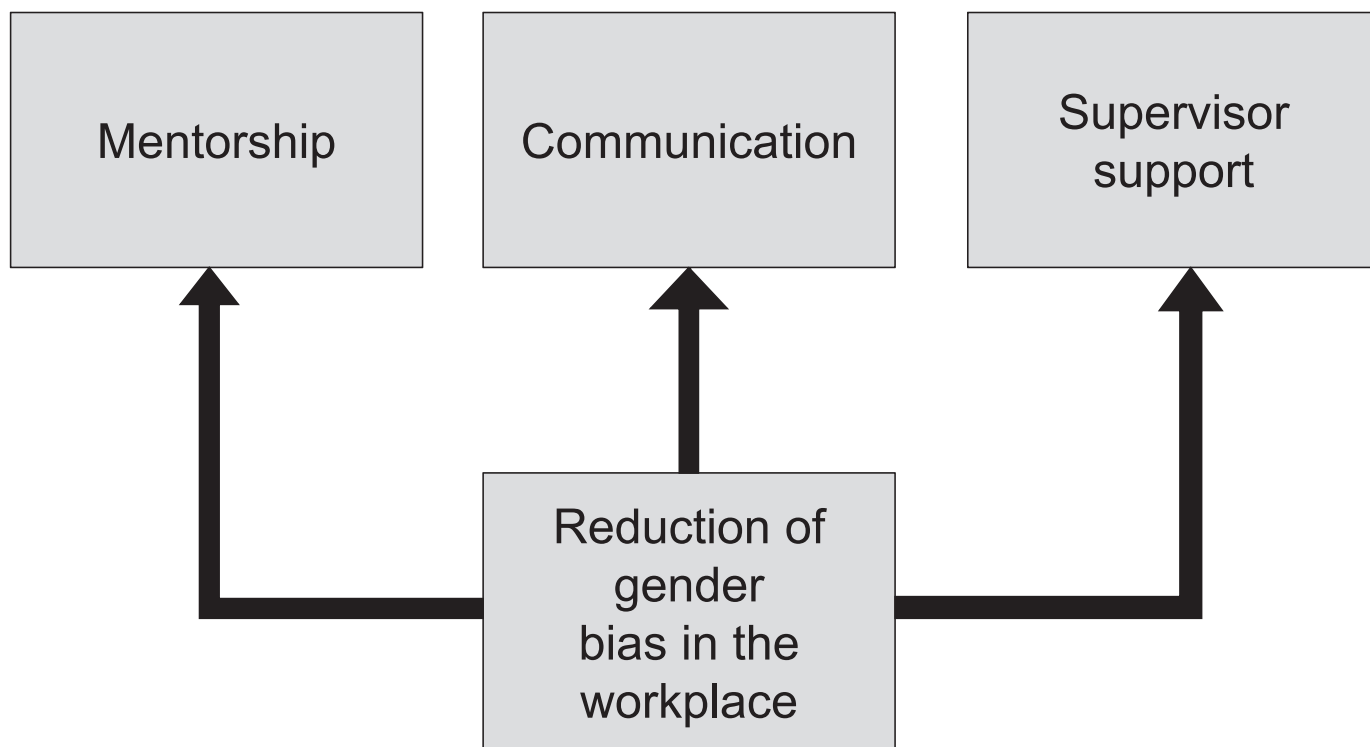 Mentorship
Communication
Supervisor
support
Reduction of
gender
bias in the
workplace